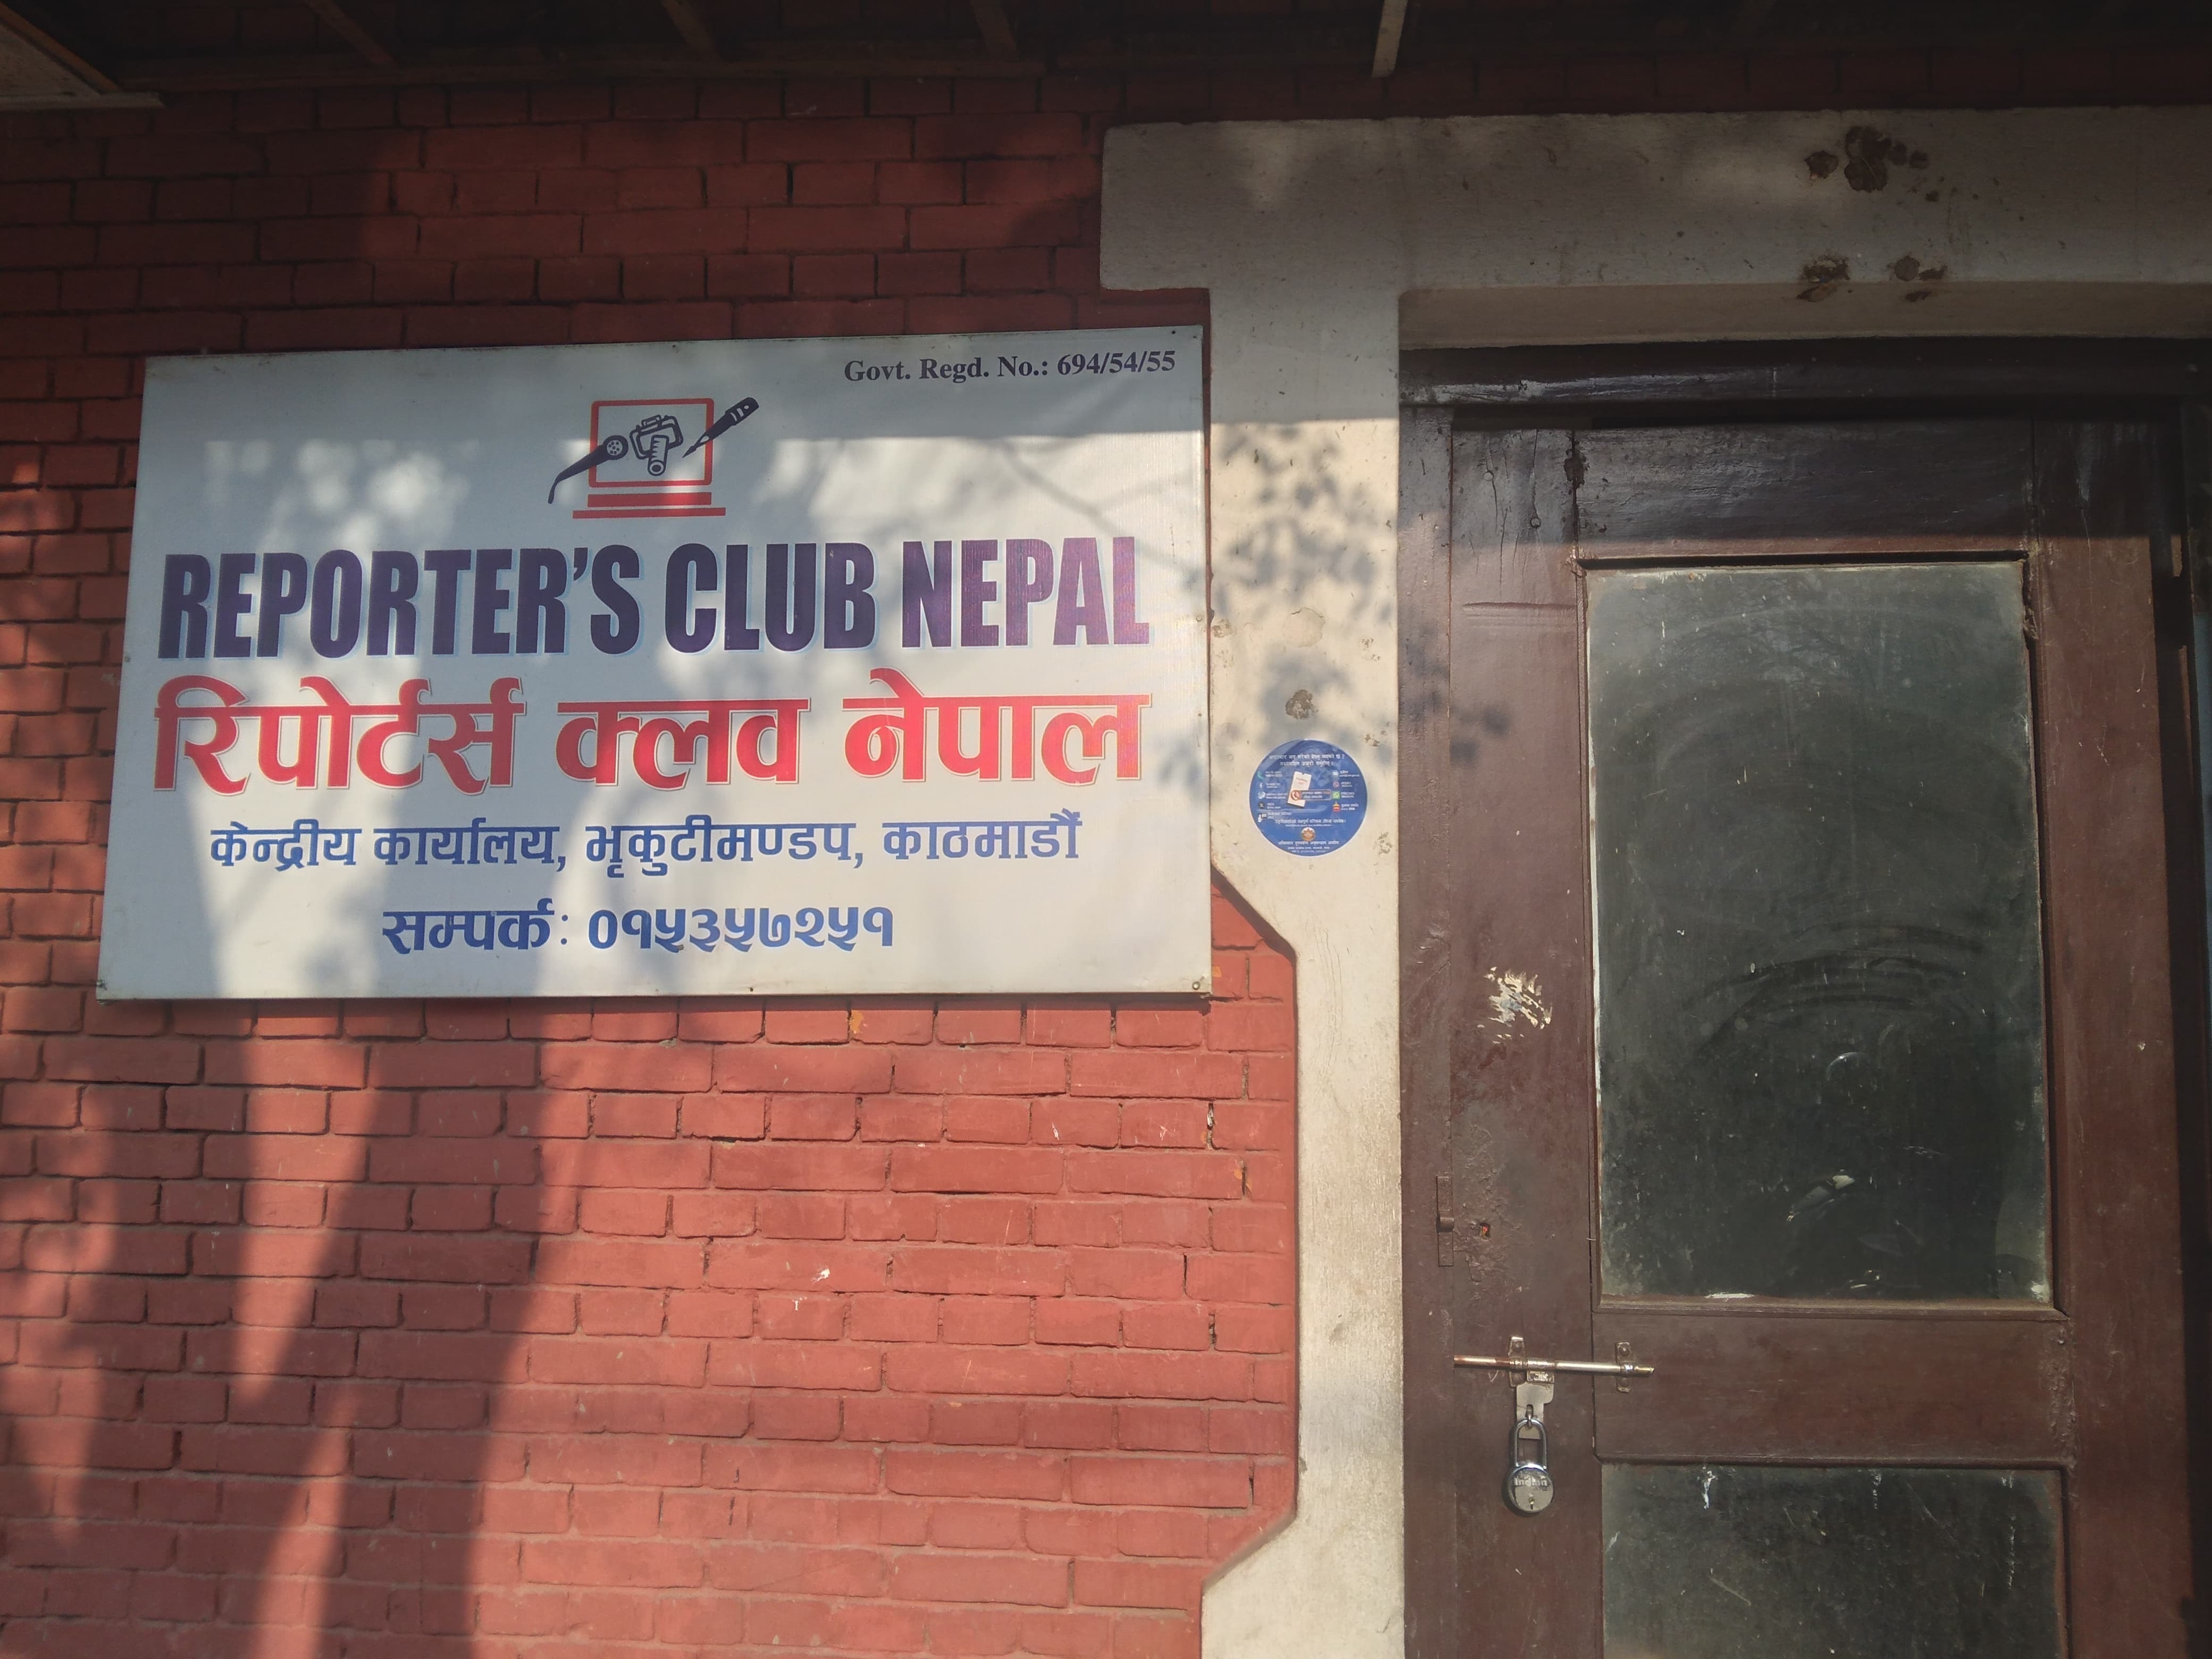 Govt. Regd. No.: 694/54/55
REPORTER'S CLUB NEPAL
रिपोर्टर्स क्लव नेपाल
केन्द्रीय कार्यालय, भृकुटीमण्डप, काठमाडौं
सम्पर्क: ०१५३५७२५१